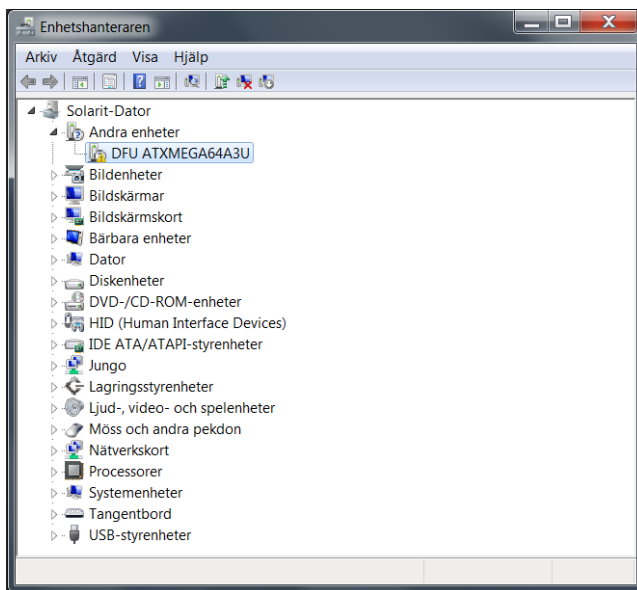 Enhetshanteraren
Arkiv Åtgärd Visa Hjälp
Solarit-Dator
Andra enheter
DFU ATXMEGA64A3U
Bildenheter
Bildskärmar
Bildskärmskort
Bärbara enheter
Dator
Diskenheter
DVD-/CD-ROM-enheter
HID (Human Interface Devices)
IDE ATA/ATAPI-styrenheter
Jungo
Lagringsstyrenheter
Ljud-, video- och spelenheter
Möss och andra pekdon
Nätverkskort
Processorer
Systemenheter
Tangentbord
USB-styrenheter